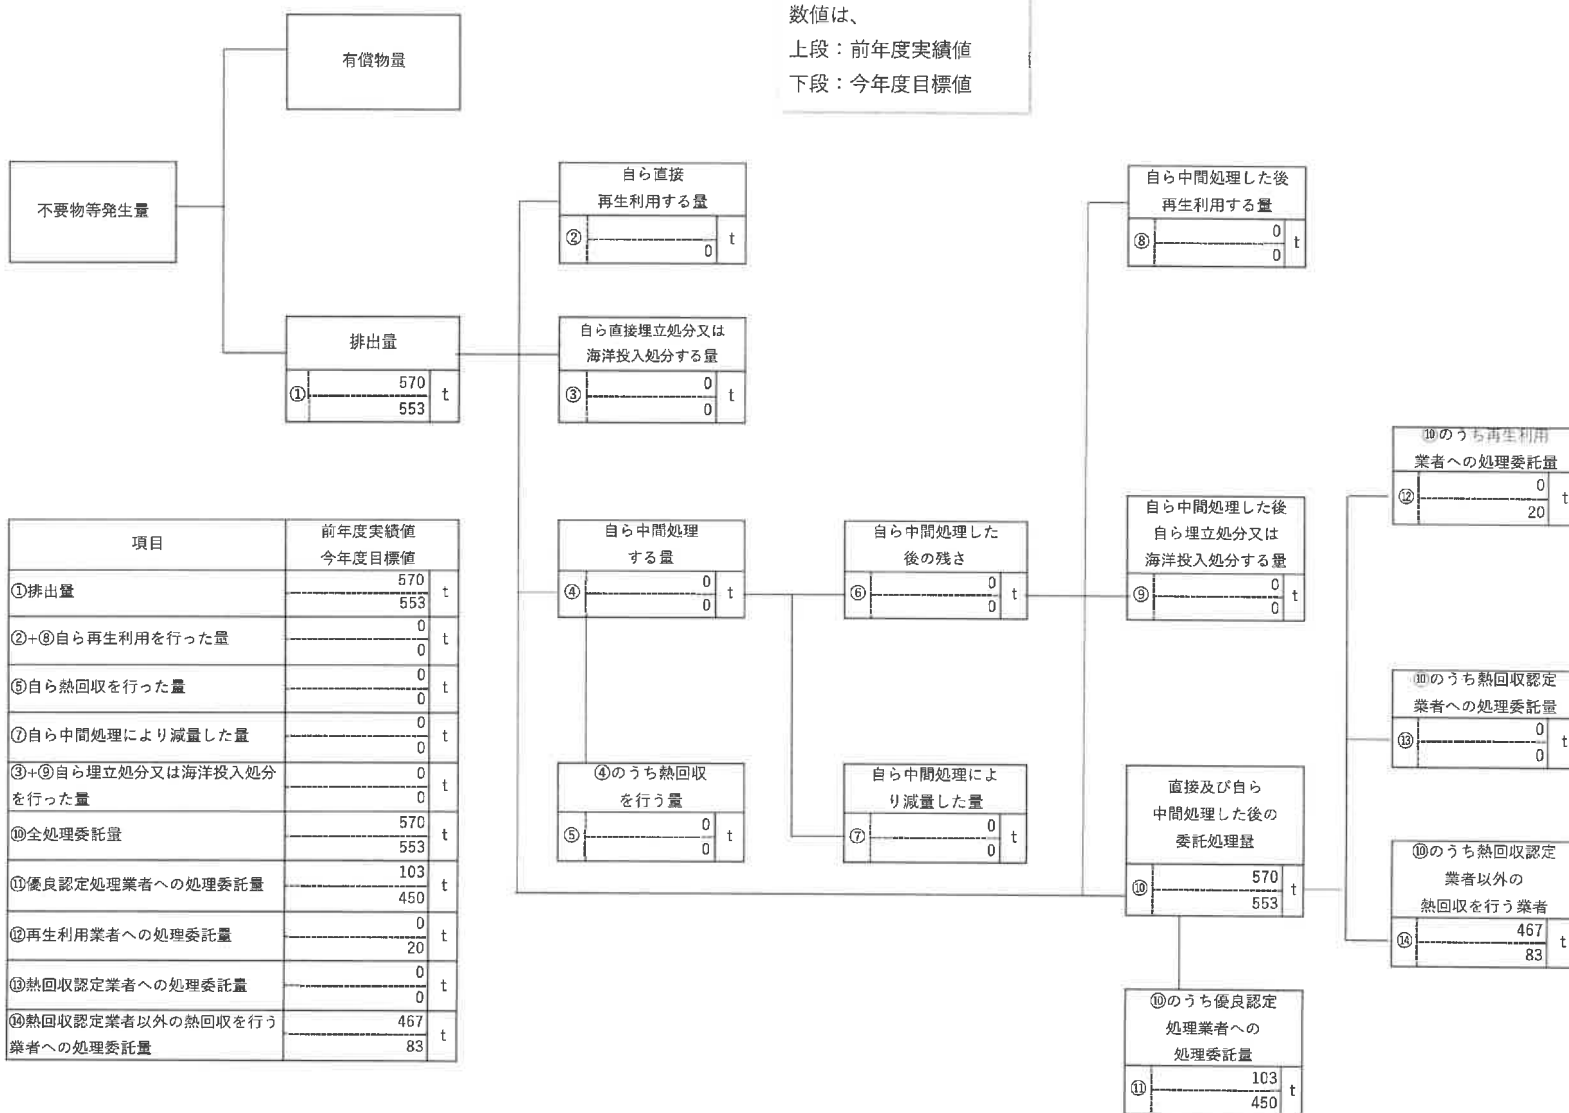 数値は、
上段：前年度実績値
下段：今年度目標値
有償物量
不要物等発生量
排出量
① 570 t
553
自ら直接
再生利用する量
② t
0
自ら直接埋立処分又は
海洋投入処分する量
③ 0 t
0
自ら中間処理
する量
④ 0 t
0
④のうち熱回収
を行う量
⑤ 0 t
0
自ら中間処理した
後の残さ
⑥ 0 t
0
自ら中間処理によ
り減量した量
⑦ 0 t
0
自ら中間処理した後
再生利用する量
⑧ 0 t
0
自ら中間処理した後
自ら埋立処分又は
海洋投入処分する量
⑨ 0 t
0
直接及び自ら
中間処理した後の
委託処理量
⑩ 570 t
553
⑩のうち優良認定
処理業者への
処理委託量
⑪ 103 t
450
⑩のうち再生利用
業者への処理委託量
⑫ 0 t
20
⑩のうち熱回収認定
業者への処理委託量
⑬ 0 t
0
⑩のうち熱回収認定
業者以外の
熱回収を行う業者
⑭ 467 t
83
項目 前年度実績値
今年度目標値
①排出量 570 t
553
②+⑧自ら再生利用を行った量 0 t
0
⑤自ら熱回収を行った量 0 t
0
⑦自ら中間処理により減量した量 0 t
0
③+⑨自ら埋立処分又は海洋投入処分 0 t
を行った量 0
⑩全処理委託量 570 t
553
⑪優良認定処理業者への処理委託量 103 t
450
⑫再生利用業者への処理委託量 0 t
20
⑬熱回収認定業者への処理委託量 0 t
0
⑭熱回収認定業者以外の熱回収を行う 467 t
業者への処理委託量 83